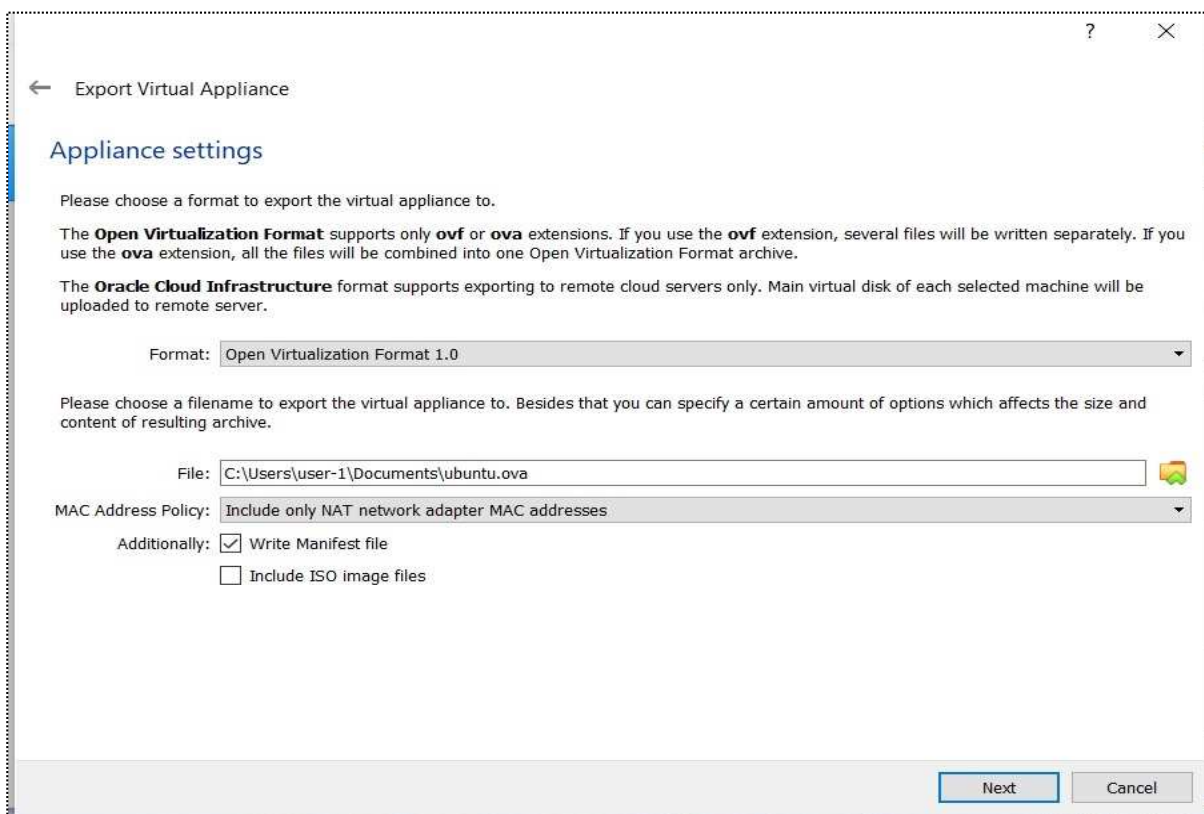 ?
Export Virtual Appliance
Appliance settings
Please choose a format to export the virtual appliance to.
The Open Virtualization Format supports only ovf or ova extensions. If you use the ovf extension, several files will be written separately. If you
use the ova extension, all the files will be combined into one Open Virtualization Format archive.
The Oracle Cloud Infrastructure format supports exporting to remote cloud servers only. Main virtual disk of each selected machine will be
uploaded to remote server.
Format: Open Virtualization Format 1.0
Please choose a filename to export the virtual appliance to. Besides that you can specify a certain amount of options which affects the size and
content of resulting archive.
File: C:\Users\user-1\Documents\ubuntu.ova
MAC Address Policy: Include only NAT network adapter MAC addresses
Additionally: Write Manifest file
Include ISO image files
Next Cancel